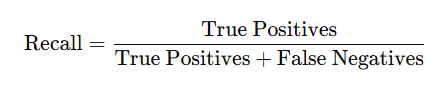 Recall = True Positives / True Positives + False Negatives